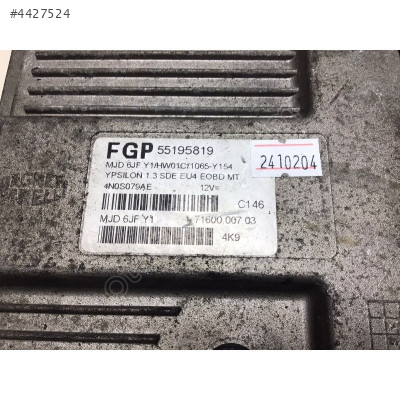 #4427524
FGP 55195819
MJD 6JF Y1/HW01C/1065-Y154
YPSILON 1.3 SDE EU4 EOBD MT
4N0S079AE 12V=
C146
MJD 6JF Y1 71600 007 03
4K9
2410204